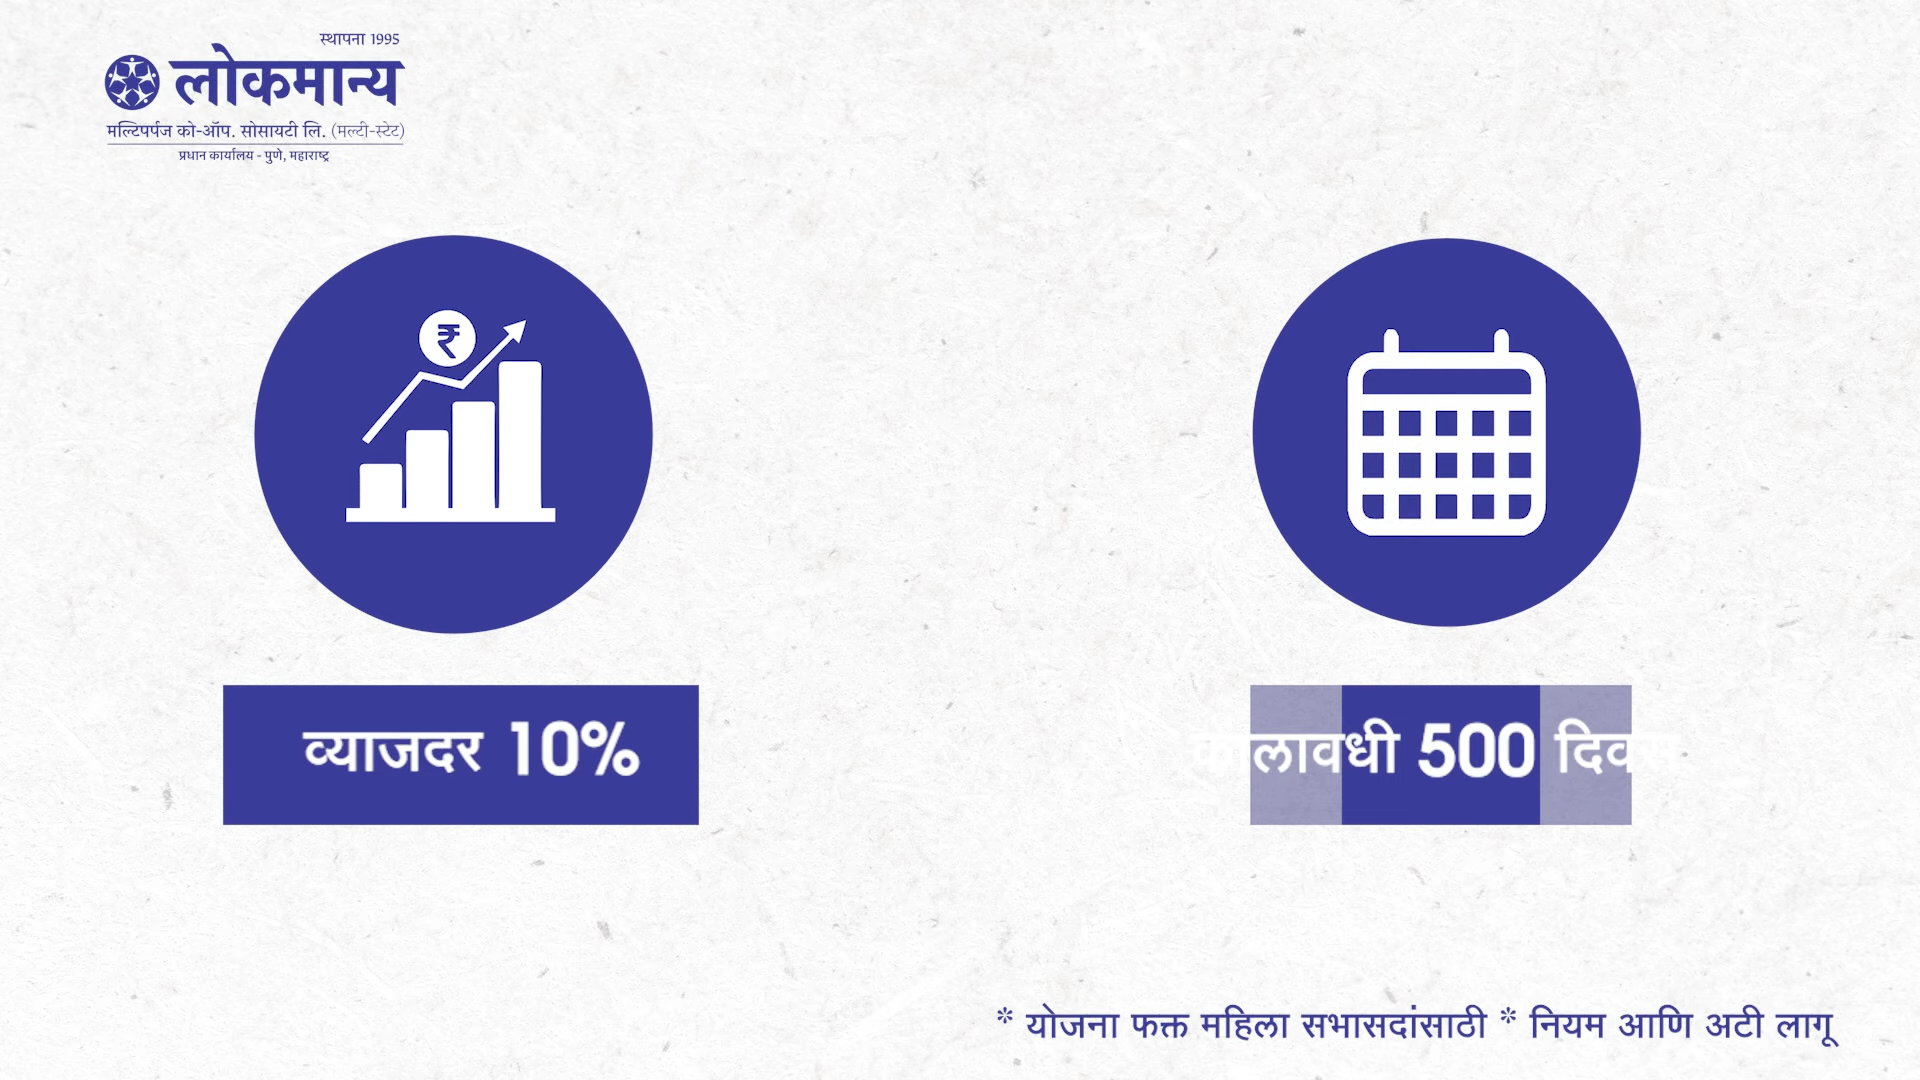 स्थापना 1995
लोकमान्य
मल्टिपर्पज को-ऑप. सोसायटी लि. (मल्टी-स्टेट)
प्रधान कार्यालय - पुणे, महाराष्ट्र
₹
व्याजदर 10%
कालावधी 500 दिवस
* योजना फक्त महिला सभासदांसाठी * नियम आणि अटी लागू